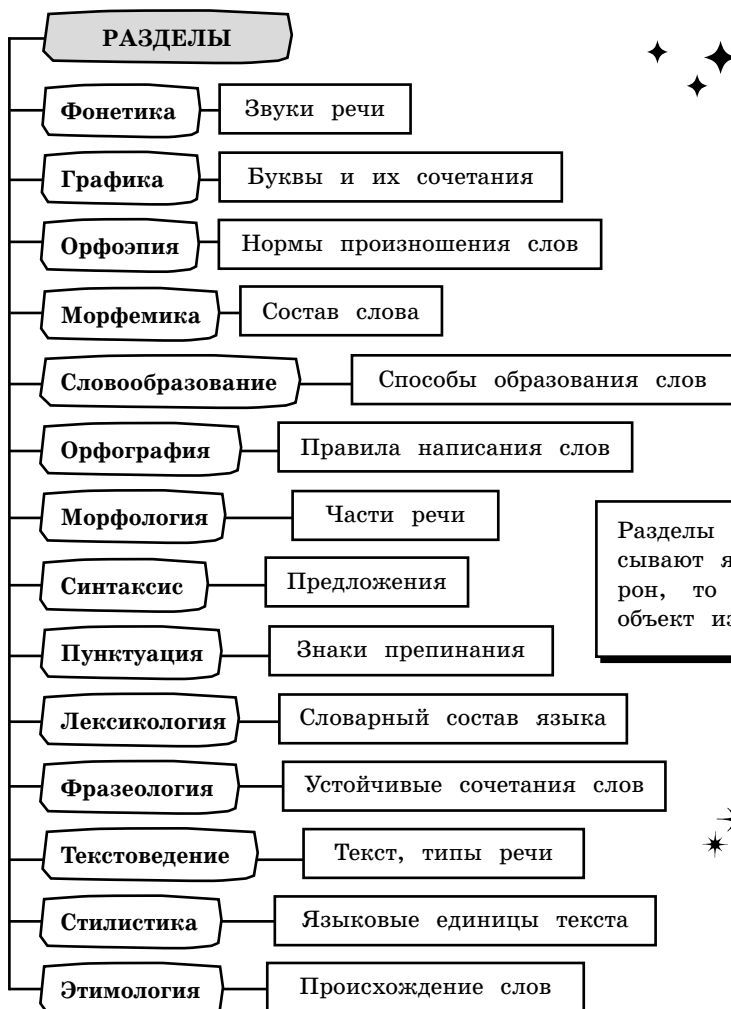 РАЗДЕЛЫ
Фонетика Звуки речи
Графика Буквы и их сочетания
Орфоэпия Нормы произношения слов
Морфемика Состав слова
Словообразование Способы образования слов
Орфография Правила написания слов
Морфология Части речи
Синтаксис Предложения
Пунктуация Знаки препинания
Лексикология Словарный состав языка
Фразеология Устойчивые сочетания слов
Текстоведение Текст, типы речи
Стилистика Языковые единицы текста
Этимология Происхождение слов
Разделы
сывают я
рон, то
объект из